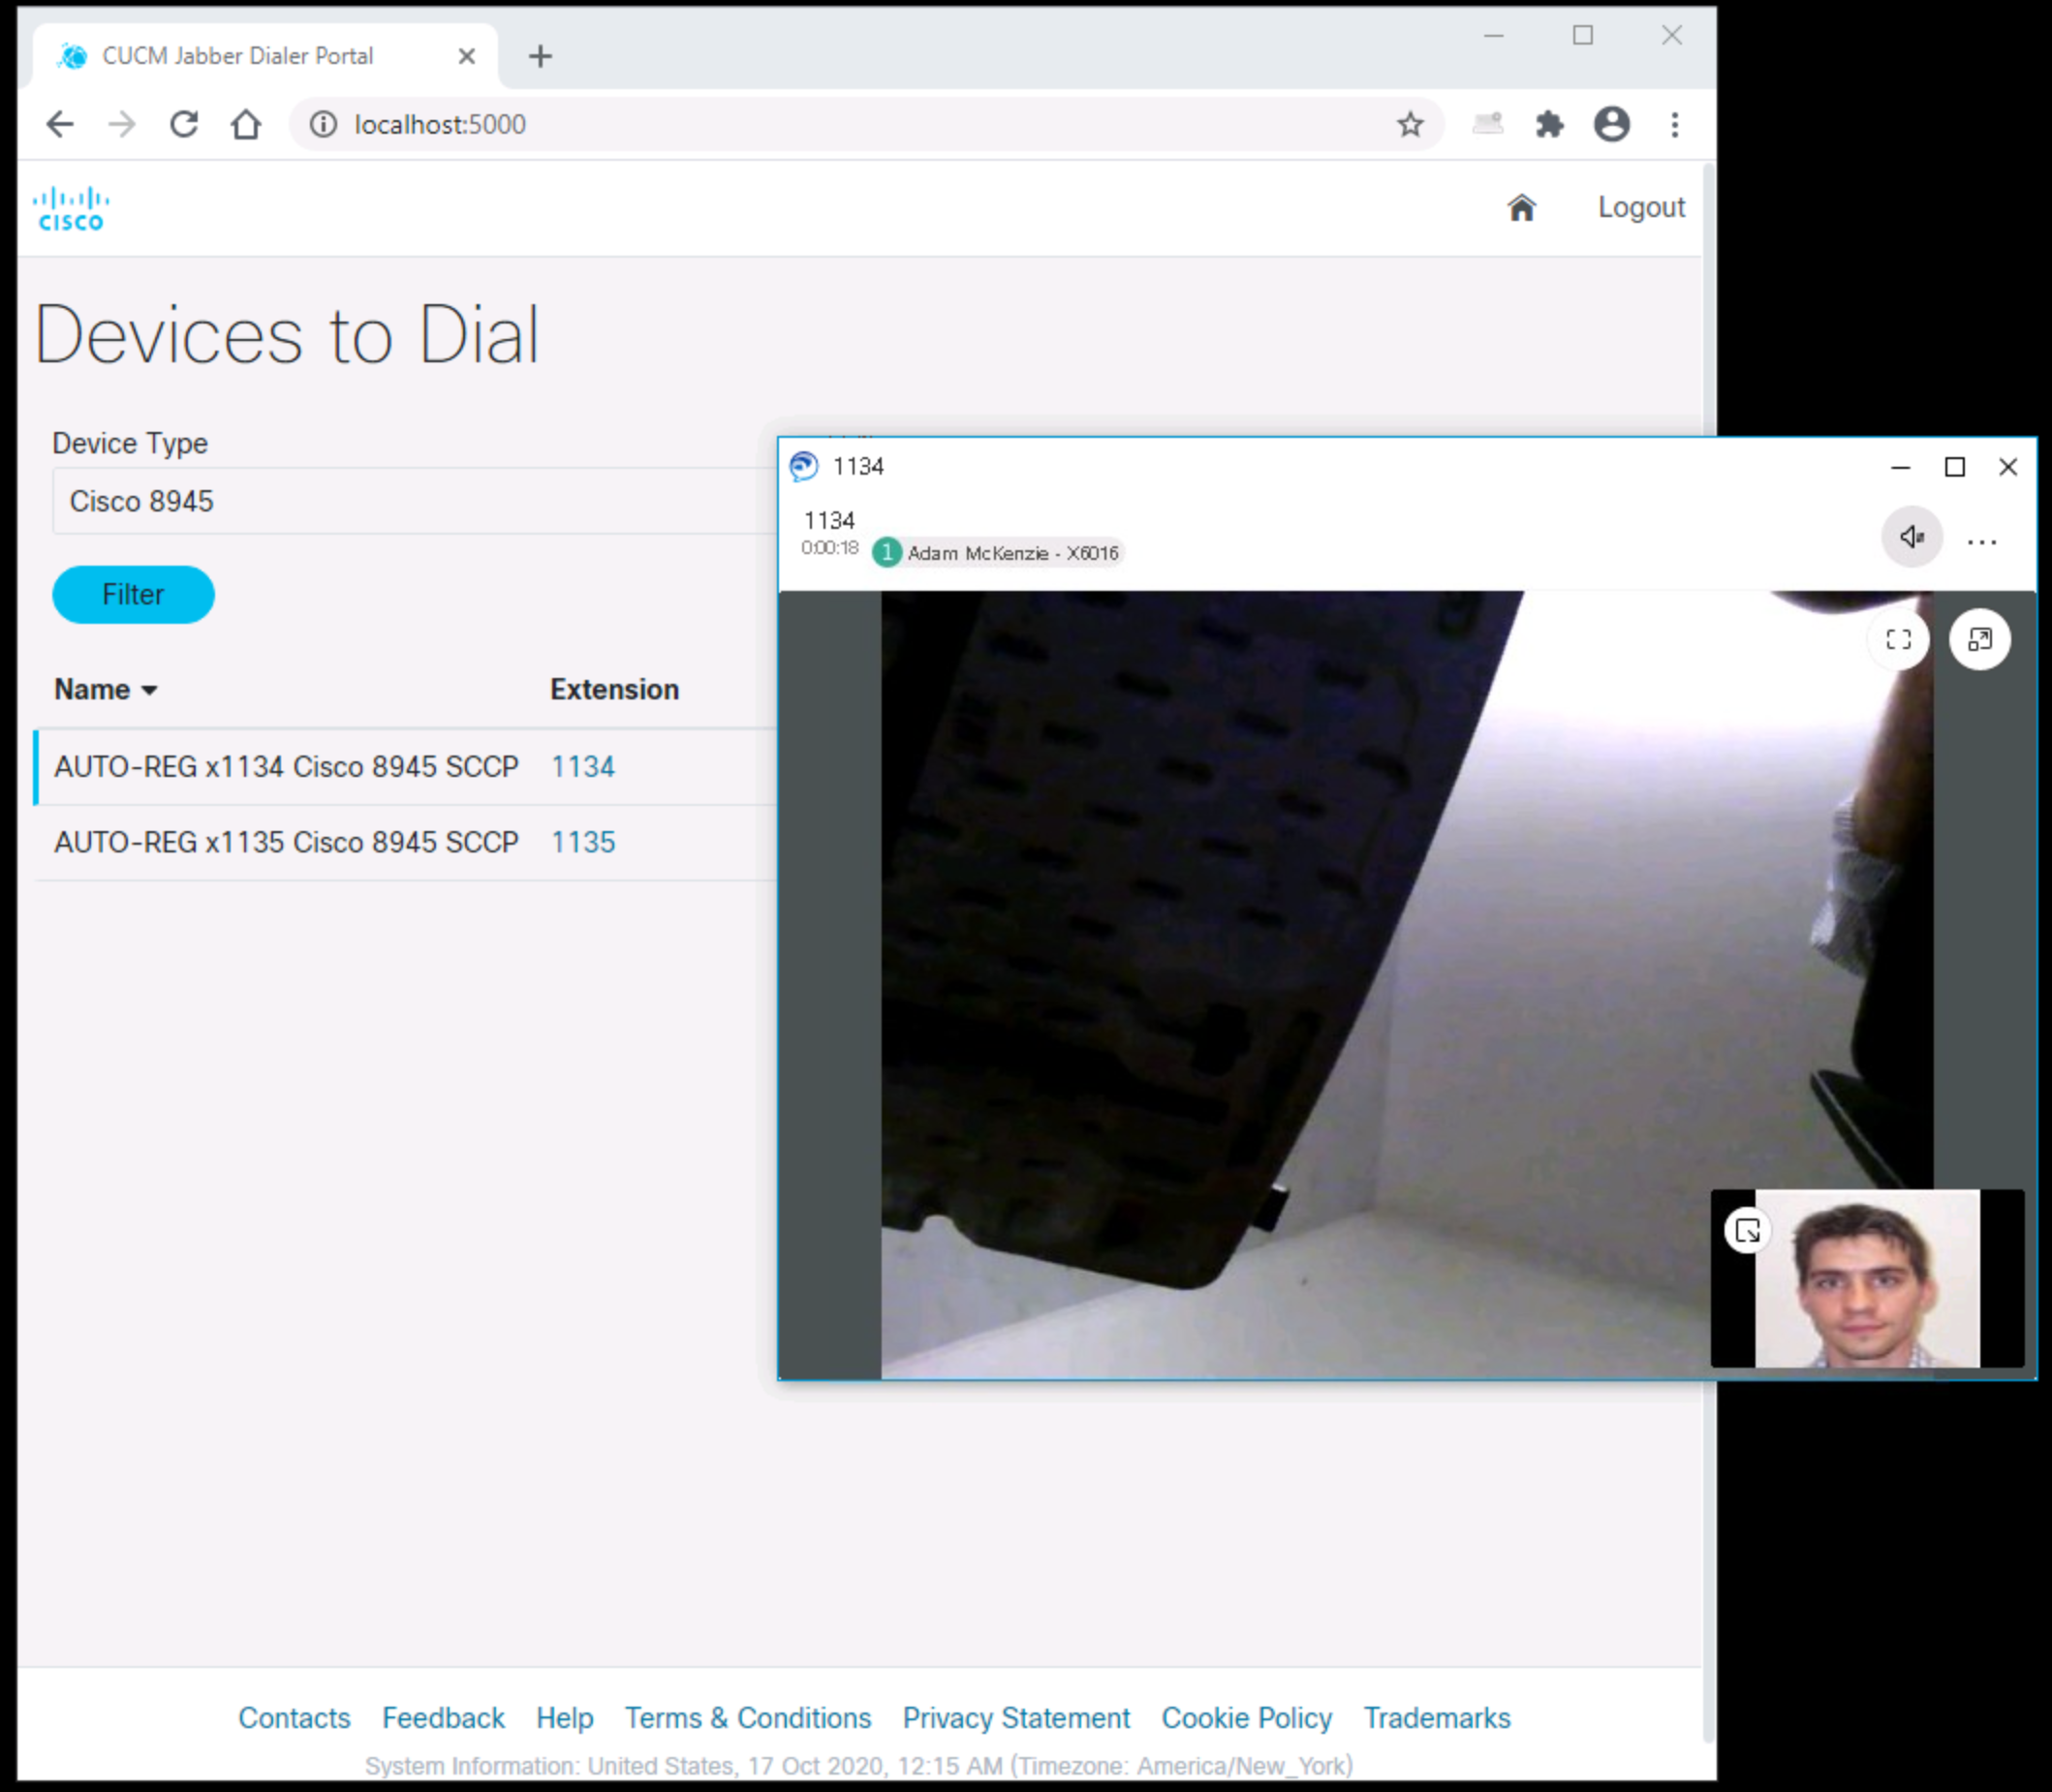 CUCM Jabber Dialer Portal
localhost:5000
CISCO
Logout
Devices to Dial
Device Type
Cisco 8945
Filter
Name Extension
AUTO-REG x1134 Cisco 8945 SCCP 1134
AUTO-REG x1135 Cisco 8945 SCCP 1135
1134
1134
0:00:18 1 Adam McKenzie - X6016
Contacts Feedback Help Terms & Conditions Privacy Statement Cookie Policy Trademarks
System Information: United States, 17 Oct 2020, 12:15 AM (Timezone: America/New_York)